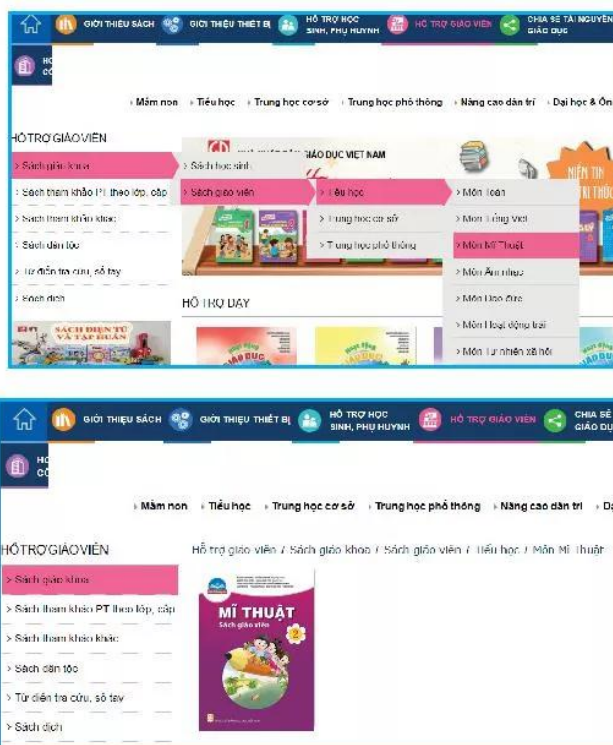 GIỚI THIỆU SÁCH
GIỚI THIỆU THIẾT BỊ
HỖ TRỢ HỌC
SINH, PHỤ HUYNH
HỖ TRỢ GIÁO VIÊN
CHIA SẺ TÀI NGUYÊN
GIÁO DỤC
› Mầm non › Tiểu học › Trung học cơ sở › Trung học phổ thông › Nâng cao dân trí › Đại học &
HỖ TRỢ GIÁO VIÊN
› Sách giáo khoa
› Sách tham khảo PT theo lớp, cấp
› Sách tham khảo khác
› Sách dân tộc
› Từ điển tra cứu, sổ tay
› Sách dịch
› Sách học sinh
› Sách giáo viên
GIÁO DỤC VIỆT NAM
› Tiểu học
› Trung học cơ sở
› Trung học phổ thông
› Môn Toán
› Môn Tiếng Việt
› Môn Mĩ Thuật
› Môn Âm nhạc
› Môn Đạo đức
› Môn Hoạt động trải
› Môn Tự nhiên xã hội
HỖ TRỢ DẠY
SÁCH ĐIỆN TỬ
VÀ TẬP HUẤN
GIỚI THIỆU SÁCH
GIỚI THIỆU THIẾT BỊ
HỖ TRỢ HỌC
SINH, PHỤ HUYNH
HỖ TRỢ GIÁO VIÊN
CHIA SẺ
GIÁO DỤ
› Mầm non › Tiểu học › Trung học cơ sở › Trung học phổ thông › Nâng cao dân trí
HỖ TRỢ GIÁO VIÊN
Hỗ trợ giáo viên / Sách giáo khoa / Sách giáo viên / Tiểu học / Môn Mĩ Thuật
› Sách giáo khoa
› Sách tham khảo PT theo lớp, cấp
› Sách tham khảo khác
› Sách dân tộc
› Từ điển tra cứu, sổ tay
› Sách dịch
MĨ THUẬT
Sách giáo viên
2